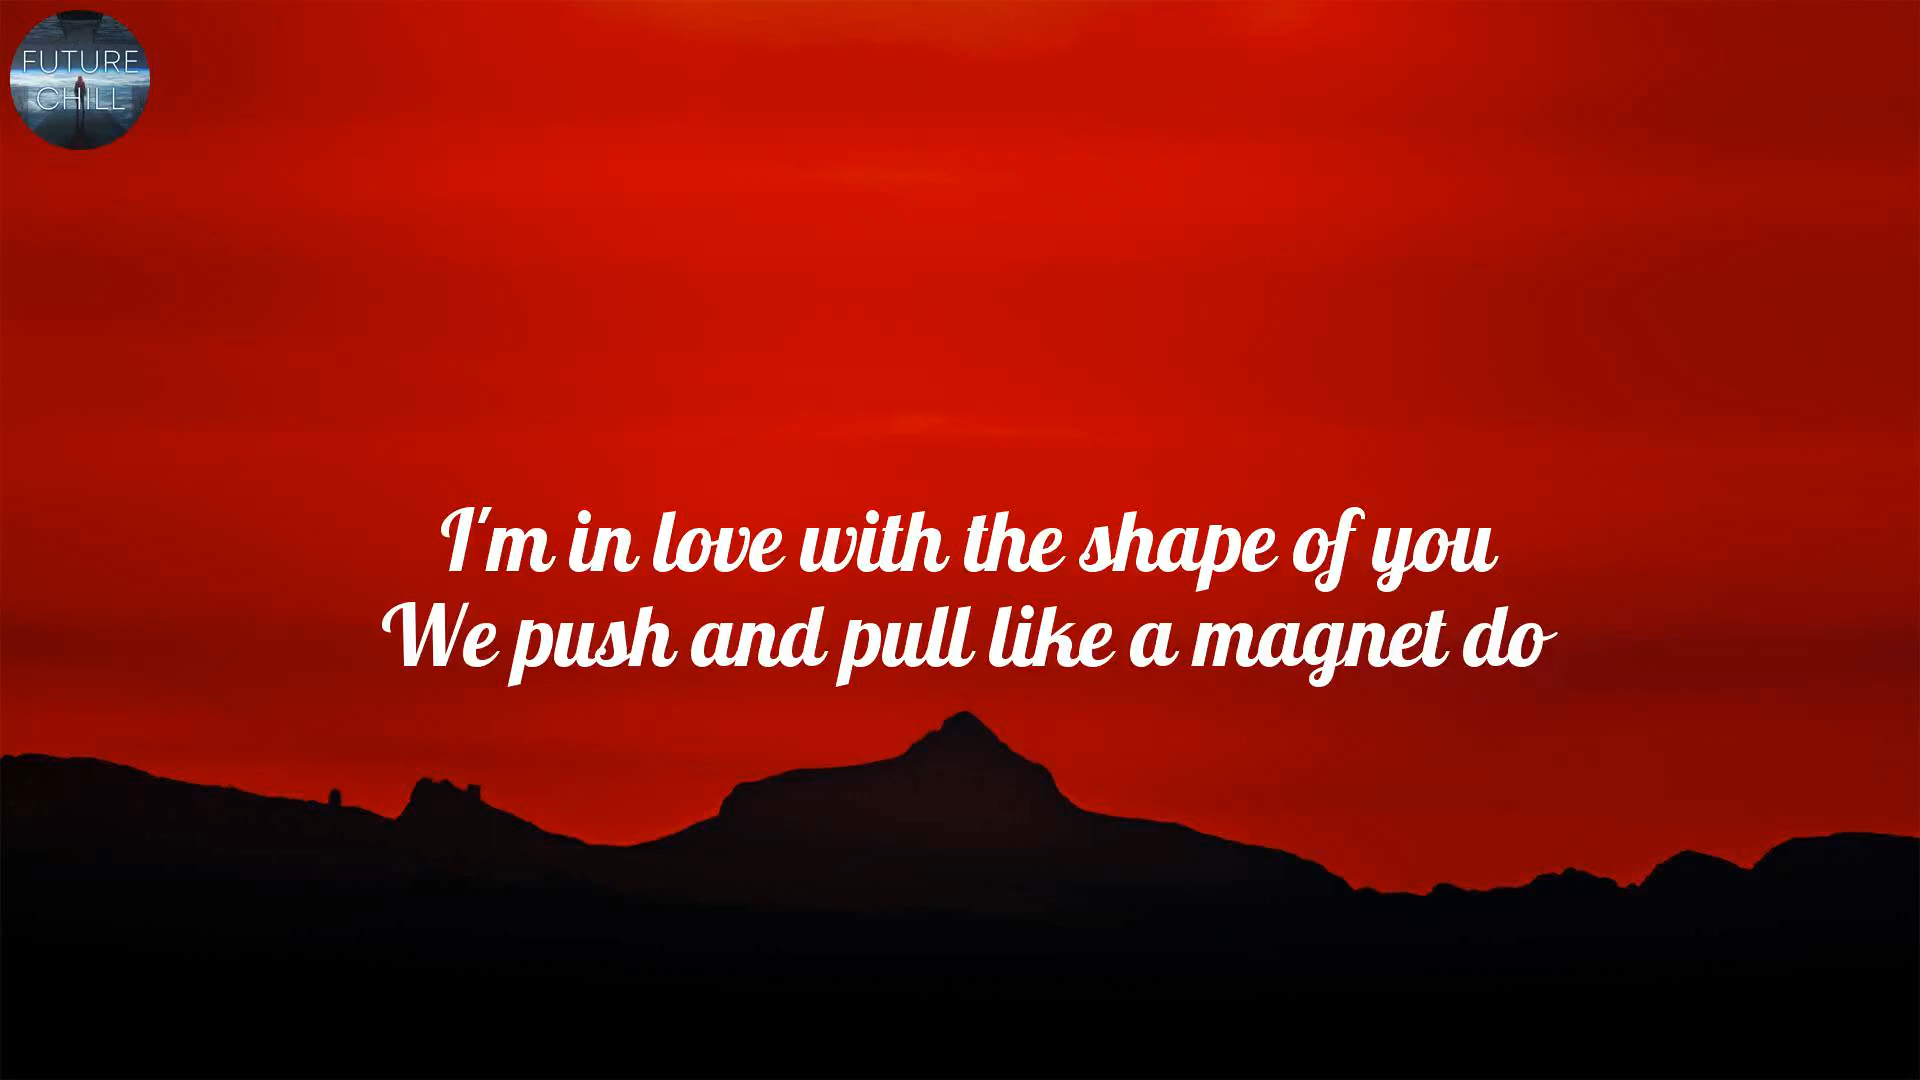 FUTURE
CHILL
I'm in love with the shape of you
We push and pull like a magnet do